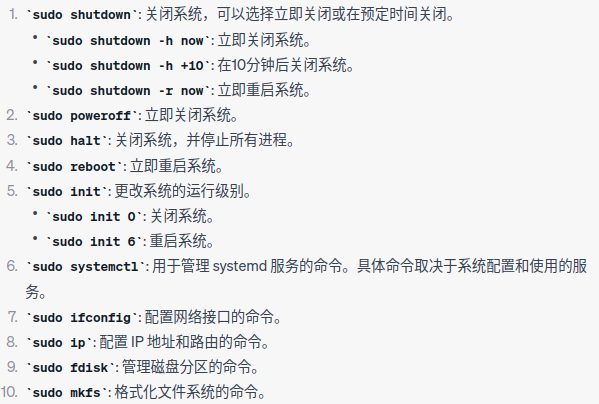 1. `sudo shutdown`: 关闭系统，可以选择立即关闭或在预定时间关闭。
• `sudo shutdown -h now`: 立即关闭系统。
• `sudo shutdown -h +10`: 在10分钟后关闭系统。
• `sudo shutdown -r now`: 立即重启系统。
2. `sudo poweroff`: 立即关闭系统。
3. `sudo halt`: 关闭系统，并停止所有进程。
4. `sudo reboot`: 立即重启系统。
5. `sudo init`: 更改系统的运行级别。
• `sudo init 0`: 关闭系统。
• `sudo init 6`: 重启系统。
6. `sudo systemctl`: 用于管理 systemd 服务的命令。具体命令取决于系统配置和使用的服
务。
7. `sudo ifconfig`: 配置网络接口的命令。
8. `sudo ip`: 配置 IP 地址和路由的命令。
9. `sudo fdisk`: 管理磁盘分区的命令。
10. `sudo mkfs`: 格式化文件系统的命令。